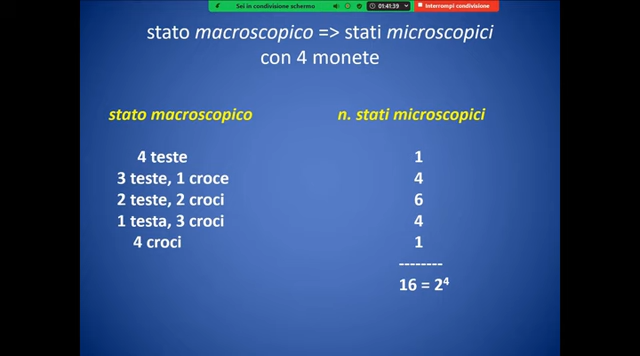 Sei in condivisione schermo 01:41:39 Interrompi condivisione
stato macroscopico => stati microscopici
con 4 monete
stato macroscopico n. stati microscopici
4 teste 1
3 teste, 1 croce 4
2 teste, 2 croci 6
1 testa, 3 croci 4
4 croci 1
--------
16 = 2⁴